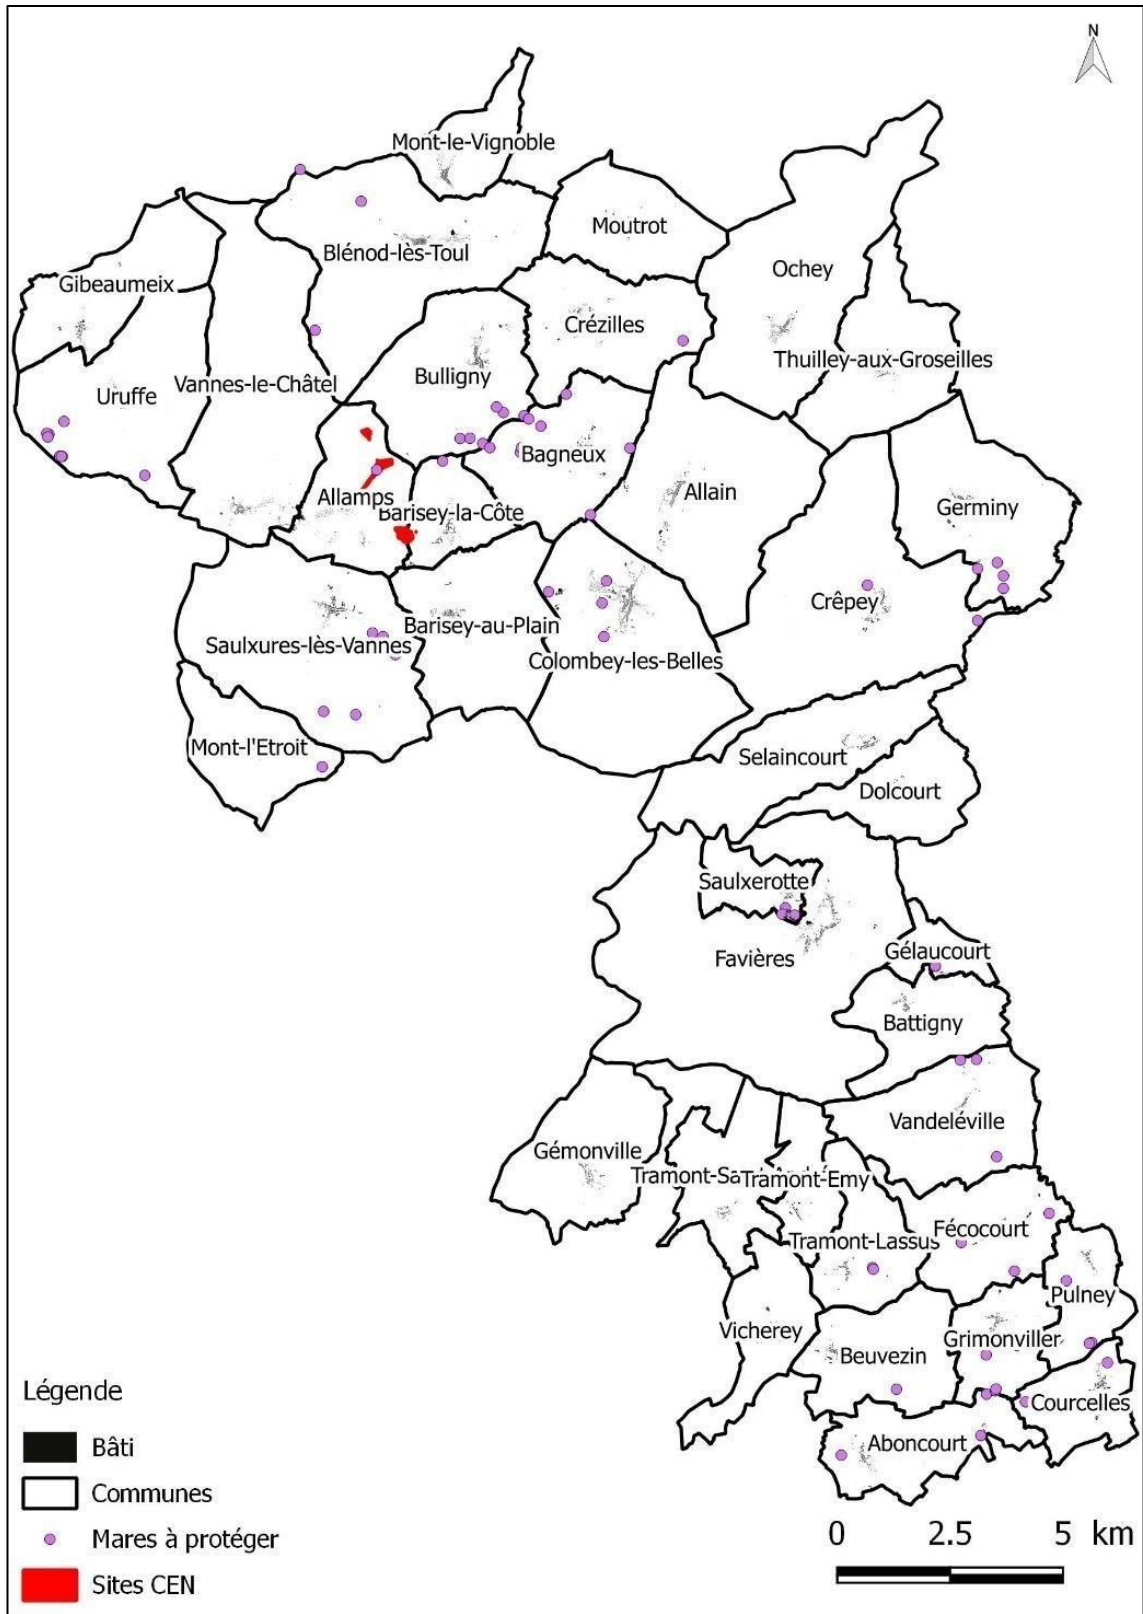 N
Mont-le-Vignoble
Moutrot
Blénod-lès-Toul
Ochey
Gibeaumeix
Crézilles
Thuilley-aux-Groseilles
Bulligny
Vannes-le-Châtel
Uruffe
Bagneux
Allain
Allamps
Barisey-la-Côte
Germiny
Crêpey
Barisey-au-Plain
Saulxures-lès-Vannes
Colombey-les-Belles
Mont-l'Etroit
Selaincourt
Dolcourt
Saulxerotte
Favières
Gélaucourt
Battigny
Vandeléville
Gémonville
Tramont-Sa
Tramont-Émy
Fécocourt
Tramont-Lassus
Pulney
Vicherey
Grimonviller
Beuvezin
Courcelles
Aboncourt
Légende
Bâti
Communes
Mares à protéger
Sites CEN
0 2.5 5 km